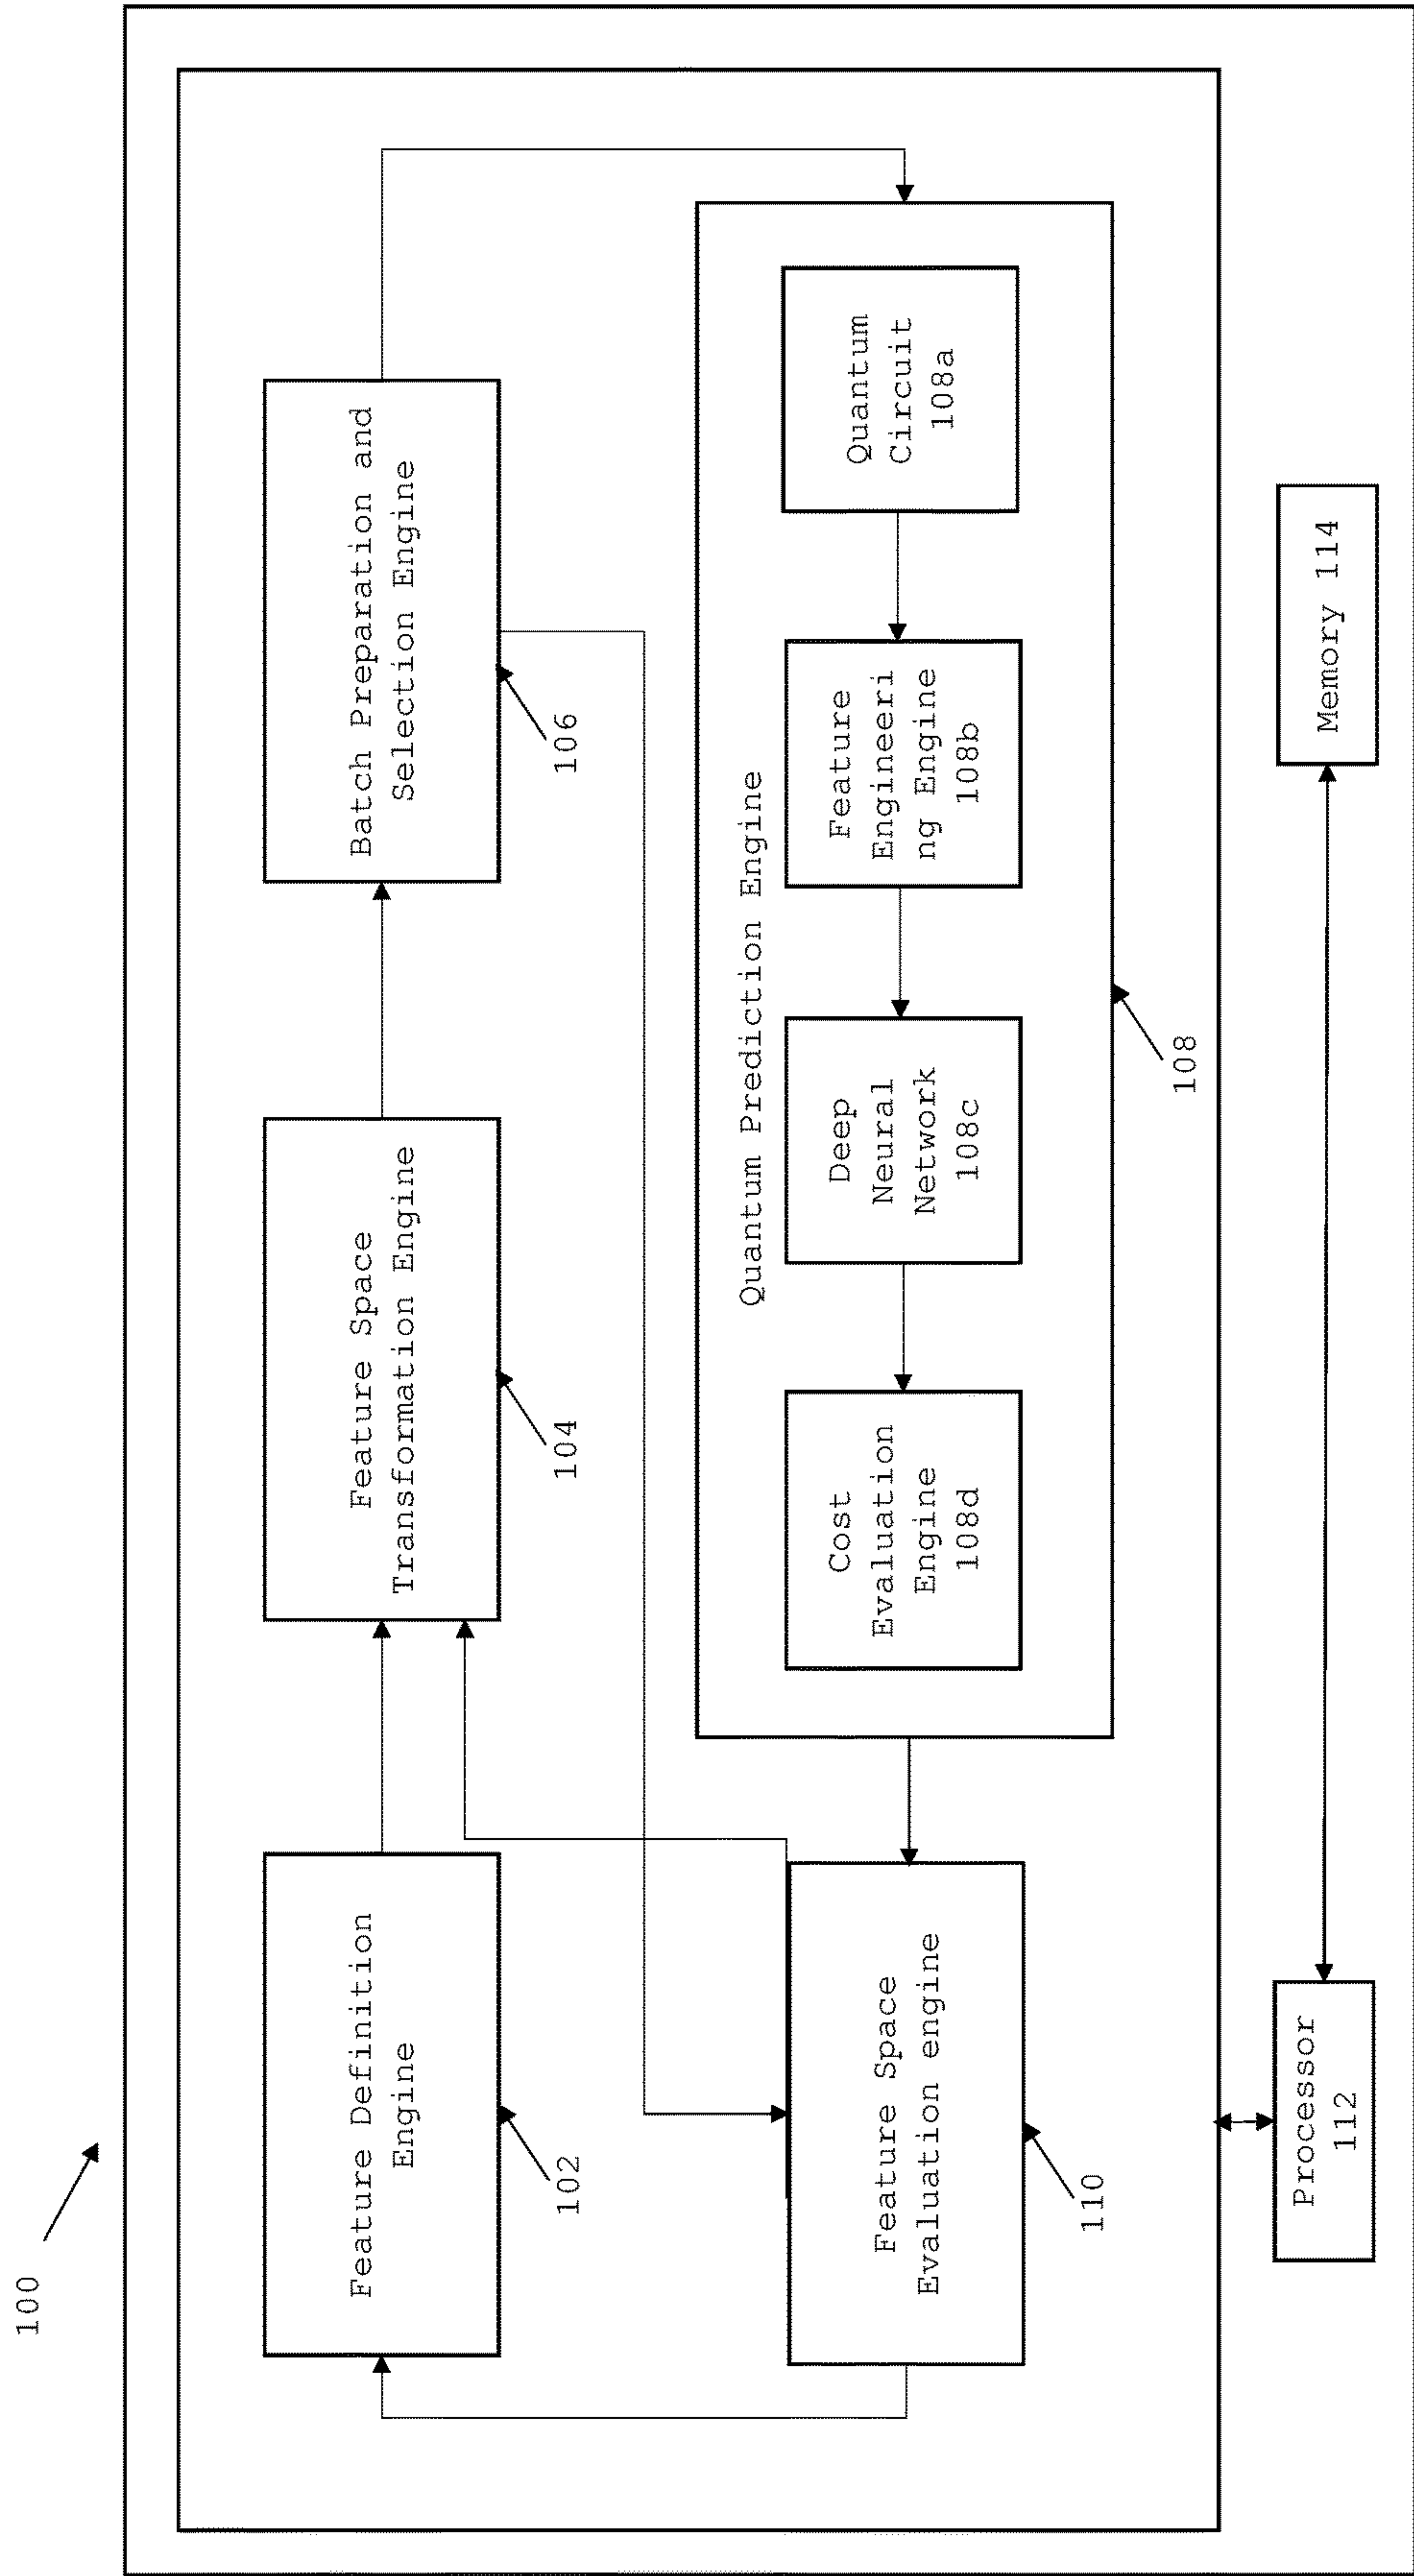 100
Feature Definition
Engine
102
Feature Space
Transformation Engine
104
Batch Preparation and
Selection Engine
106
Feature Space
Evaluation engine
110
Quantum Prediction Engine
Cost
Evaluation
Engine
108d
Deep
Neural
Network
108c
Feature
Engineeri
ng Engine
108b
Quantum
Circuit
108a
108
Processor
112
Memory 114